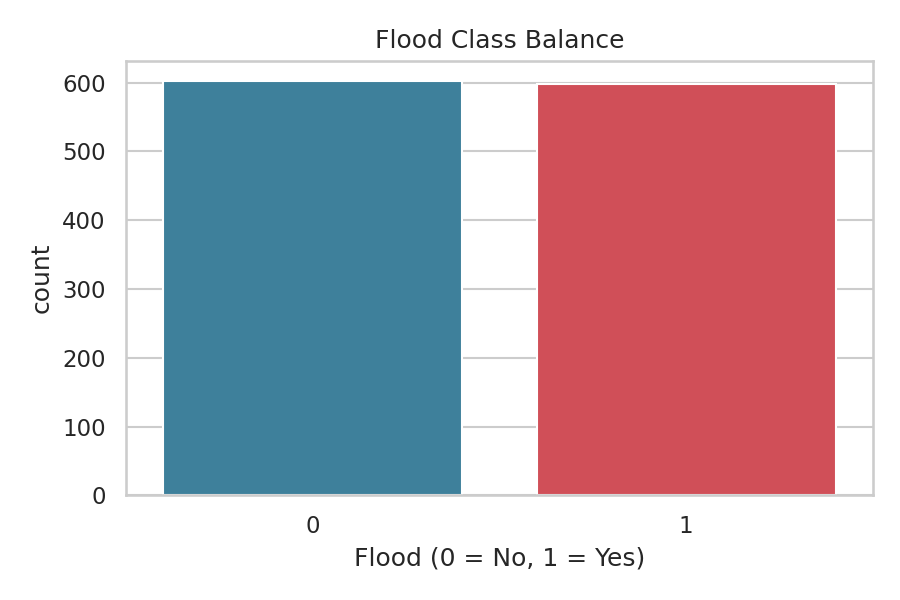 Flood Class Balance
600
500
400
300
200
100
0
count
0 1
Flood (0 = No, 1 = Yes)